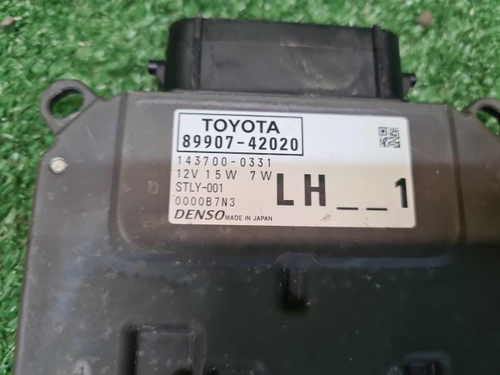 TOYOTA
89907-42020
143700-0331
12V 15W 7W
STLY-001
0000B7N3
LH__1
DENSO MADE IN JAPAN